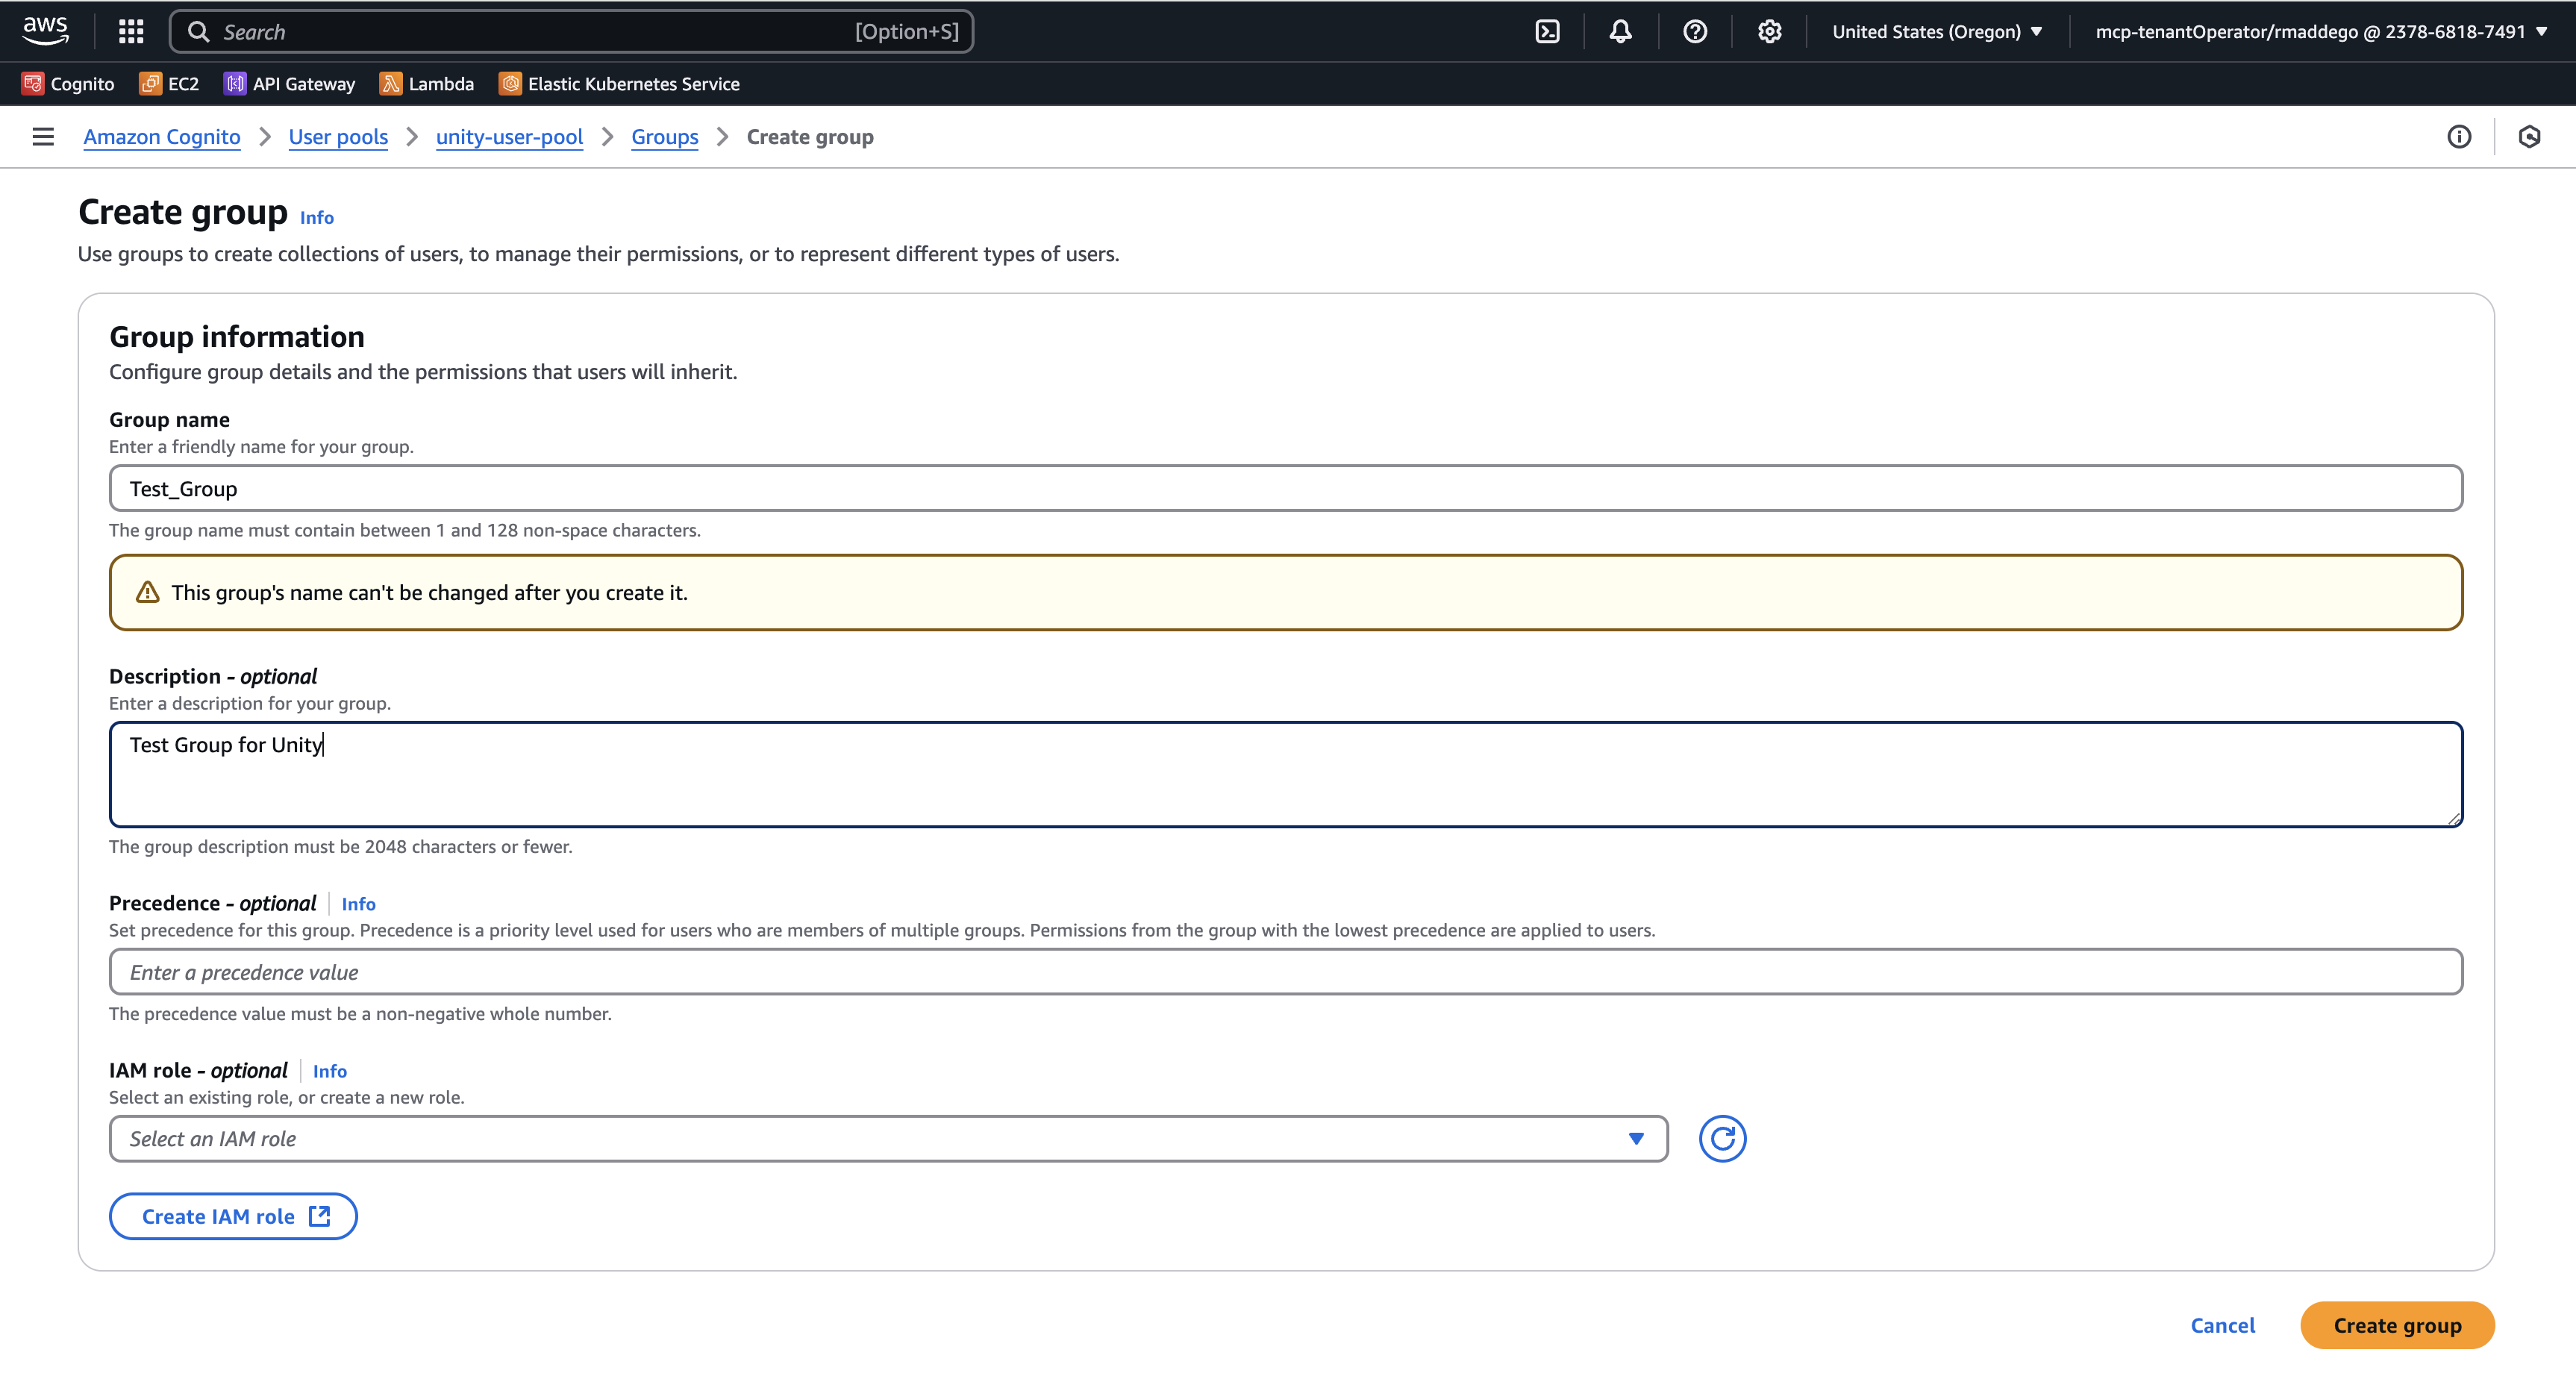 aws
Search [Option+S]
United States (Oregon)
mcp-tenantOperator/rmaddego @ 2378-6818-7491
Cognito EC2 API Gateway Lambda Elastic Kubernetes Service
Amazon Cognito User pools unity-user-pool Groups Create group
Create group Info
Use groups to create collections of users, to manage their permissions, or to represent different types of users.
Group information
Configure group details and the permissions that users will inherit.
Group name
Enter a friendly name for your group.
Test_Group
The group name must contain between 1 and 128 non-space characters.
This group's name can't be changed after you create it.
Description - optional
Enter a description for your group.
Test Group for Unity
The group description must be 2048 characters or fewer.
Precedence - optional Info
Set precedence for this group. Precedence is a priority level used for users who are members of multiple groups. Permissions from the group with the lowest precedence are applied to users.
Enter a precedence value
The precedence value must be a non-negative whole number.
IAM role - optional Info
Select an existing role, or create a new role.
Select an IAM role
Create IAM role
Cancel Create group